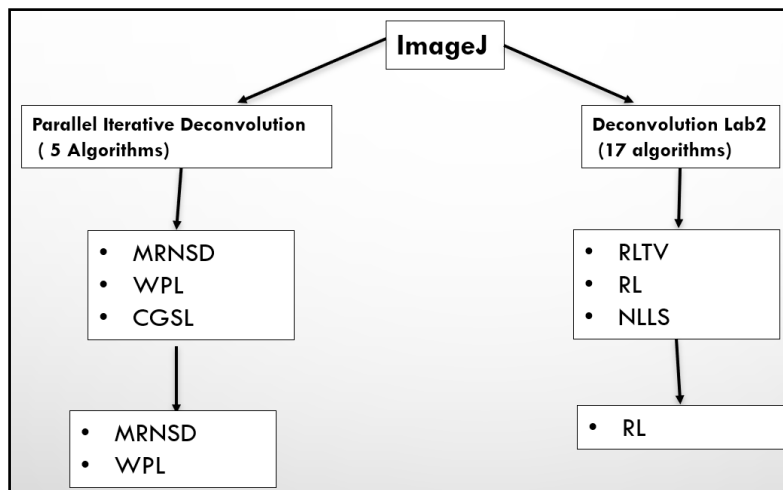 ImageJ
Parallel Iterative Deconvolution
( 5 Algorithms)
Deconvolution Lab2
(17 algorithms)
• MRNSD
• WPL
• CGSL
• RLTV
• RL
• NLLS
• MRNSD
• WPL
• RL